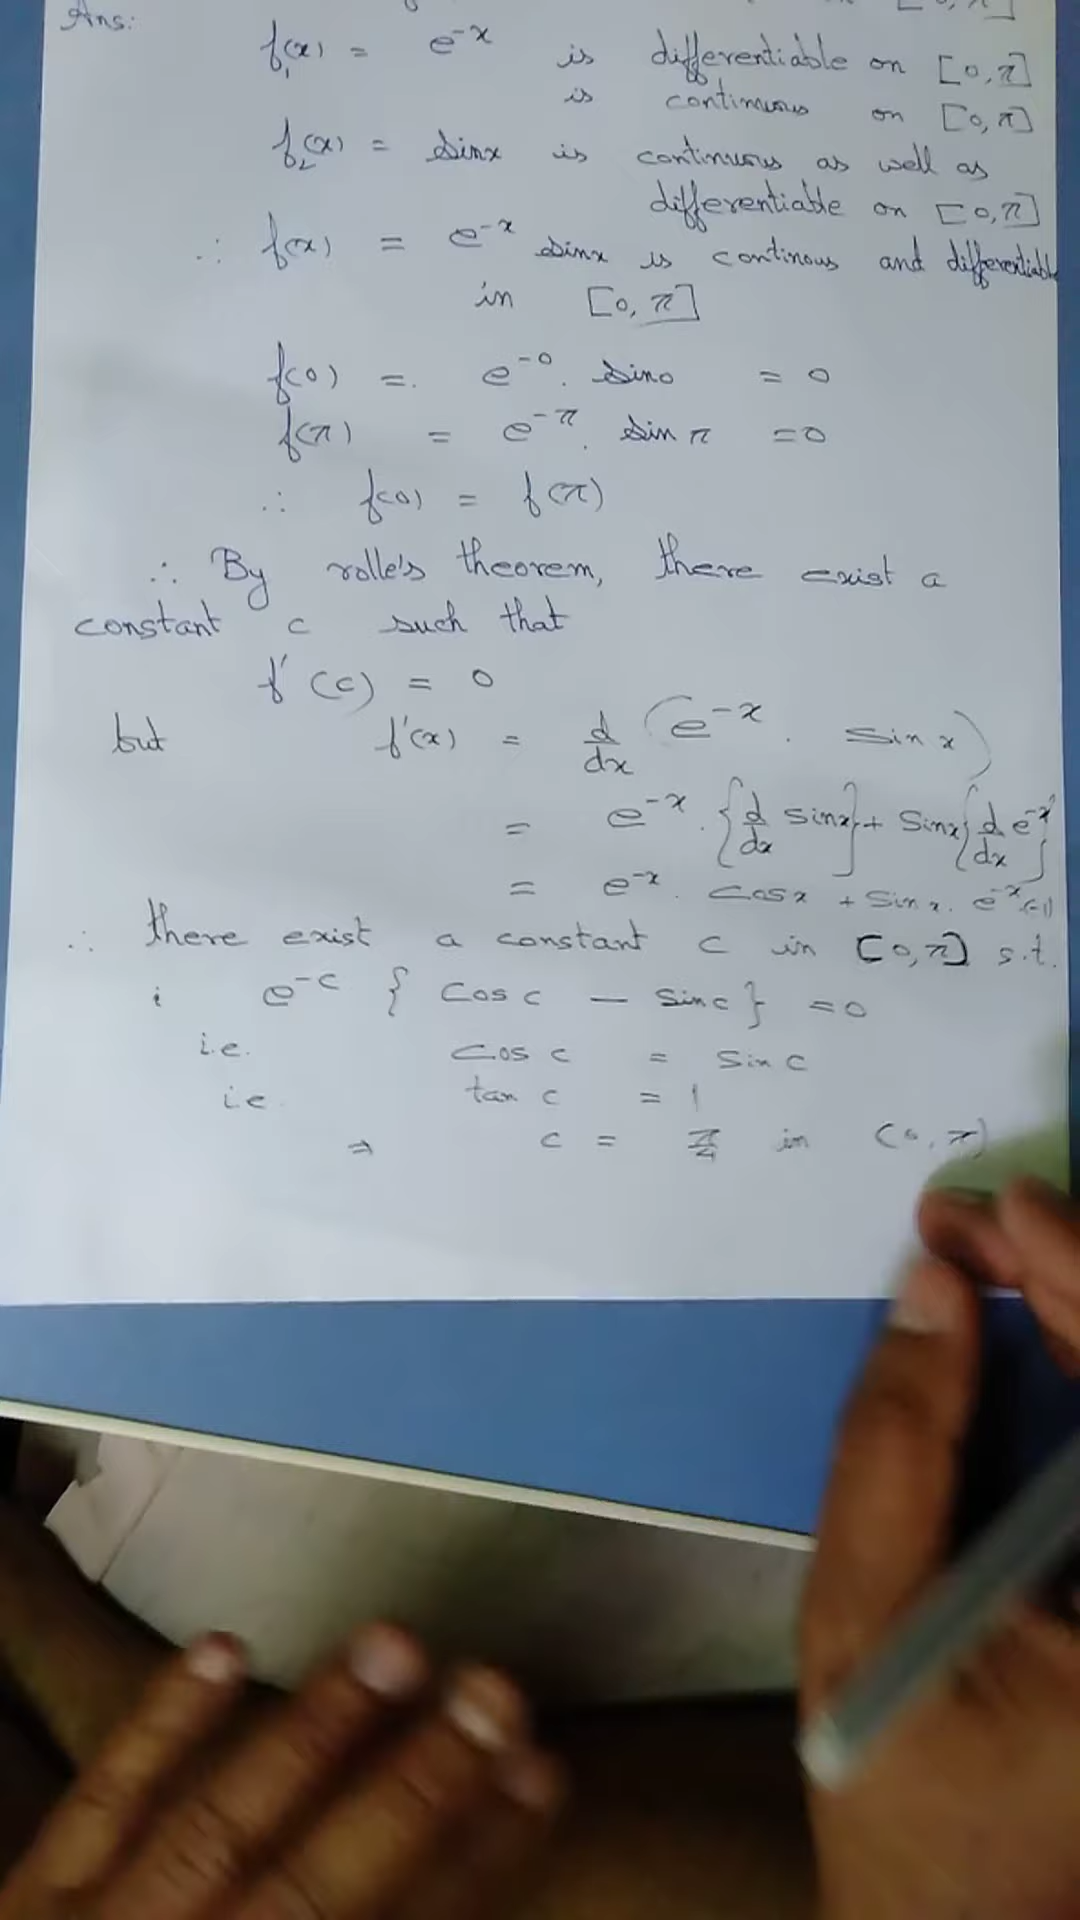 Ans: [0, π]
f₁(x) = e^-x is differentiable on [0, π]
is continuous on [0, π]
f₂(x) = sinx is continuous as well as
differentiable on [0, π]
∴ f(x) = e^-x sinx is continous and differentiable
in [0, π]
f(0) =. e^-0. sin0 = 0
f(π) = e^-π. sin π =0
∴ f(0) = f(π)
∴ By rolle's theorem, there exist a
constant c such that
f'(c) = 0
but f'(x) = d/dx (e^-x. sin x)
= e^-x. {d/dx sinx} + sinx {d/dx e^-x}
= e^-x. cosx + sinx. e^-x (-1)
∴ there exist a constant c in [0, π] s.t.
i e^-c { cos c - sin c } = 0
i.e. cos c = sin c
i.e tan c = 1
⇒ c = π/4 in (0, π)